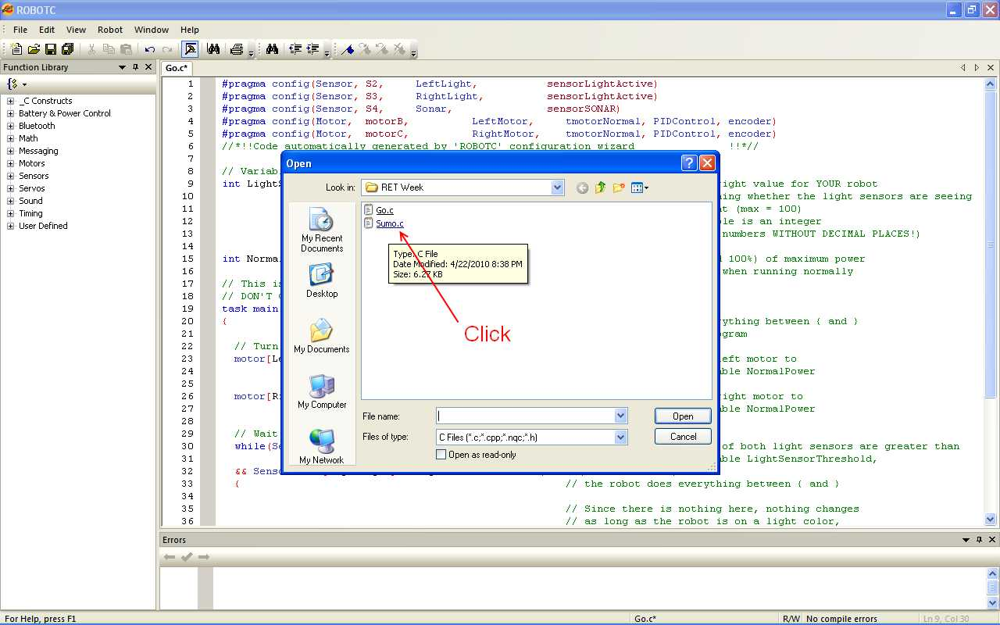 ROBOTC
File Edit View Robot Window Help
Function Library
Go.c*
_C Constructs
Battery & Power Control
Bluetooth
Math
Messaging
Motors
Sensors
Servos
Sound
Timing
User Defined
1 #pragma config(Sensor, S2, LeftLight, sensorLightActive)
2 #pragma config(Sensor, S3, RightLight, sensorLightActive)
3 #pragma config(Sensor, S4, Sonar, sensorSONAR)
4 #pragma config(Motor, motorB, LeftMotor, tmotorNormal, PIDControl, encoder)
5 #pragma config(Motor, motorC, RightMotor, tmotorNormal, PIDControl, encoder)
6 //*!!Code automatically generated by 'ROBOTC' configuration wizard !!*//
7
8 // Variab
9 int LightS ight value for YOUR robot
10 ning whether the light sensors are seeing
11 t (max = 100)
12 le is an integer
13 numbers WITHOUT DECIMAL PLACES!)
14
15 int Normal 100%) of maximum power
16 when running normally
17 // This is
18 // DON'T
19 task main
20 { ything between { and }
21 gram
22 // Turn
23 motor[Le eft motor to
24 ble NormalPower
25
26 motor[Ri ight motor to
27 ble NormalPower
28
29 // Wait
30 while(Se of both light sensors are greater than
31 ble LightSensorThreshold,
32 && Senso
33 { // the robot does everything between { and }
34
35 // Since there is nothing here, nothing changes
36 // as long as the robot is on a light color,
Open
Look in: RET Week
My Recent
Documents
Desktop
My Documents
My Computer
My Network
Go.c
Sumo.c
Type: C File
Date Modified: 4/22/2010 8:38 PM
Size: 6.27 KB
Click
File name: Open
Files of type: C Files (*.c;*.cpp;*.nqc;*.h) Cancel
Open as read-only
Errors
For Help, press F1 Go.c* R/W No compile errors Ln 9, Col 30